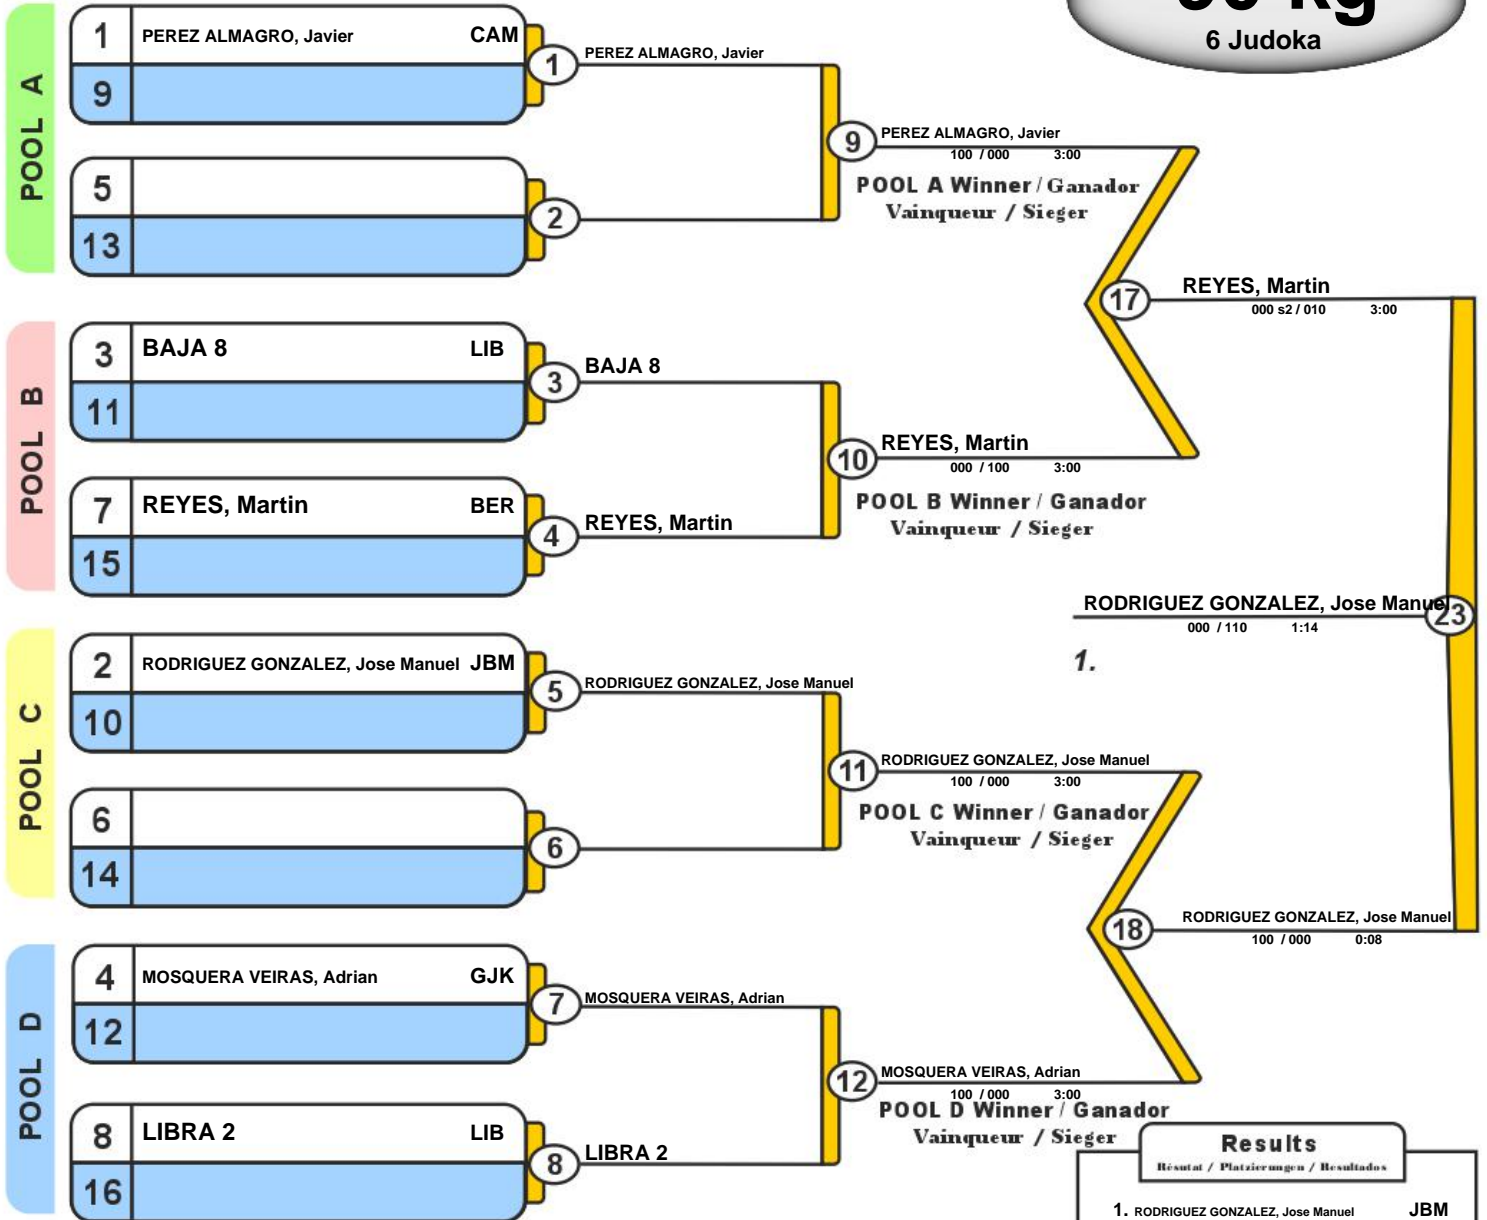 6 Judoka
POOL A
1 PEREZ ALMAGRO, Javier CAM
9
1 PEREZ ALMAGRO, Javier
5
13
2
9 PEREZ ALMAGRO, Javier
100 / 000 3:00
POOL A Winner / Ganador
Vainqueur / Sieger
POOL B
3 BAJA 8 LIB
11
3 BAJA 8
7 REYES, Martin BER
15
4 REYES, Martin
10 REYES, Martin
000 / 100 3:00
POOL B Winner / Ganador
Vainqueur / Sieger
17 REYES, Martin
000 s2 / 010 3:00
POOL C
2 RODRIGUEZ GONZALEZ, Jose Manuel JBM
10
5 RODRIGUEZ GONZALEZ, Jose Manuel
6
14
6
11 RODRIGUEZ GONZALEZ, Jose Manuel
100 / 000 3:00
POOL C Winner / Ganador
Vainqueur / Sieger
POOL D
4 MOSQUERA VEIRAS, Adrian GJK
12
7 MOSQUERA VEIRAS, Adrian
8 LIBRA 2 LIB
16
8 LIBRA 2
12 MOSQUERA VEIRAS, Adrian
100 / 000 3:00
POOL D Winner / Ganador
Vainqueur / Sieger
18 RODRIGUEZ GONZALEZ, Jose Manuel
100 / 000 0:08
RODRIGUEZ GONZALEZ, Jose Manuel 23
000 / 110 1:14
1.
Results
Résutat / Platzierungen / Resultados
1. RODRIGUEZ GONZALEZ, Jose Manuel JBM